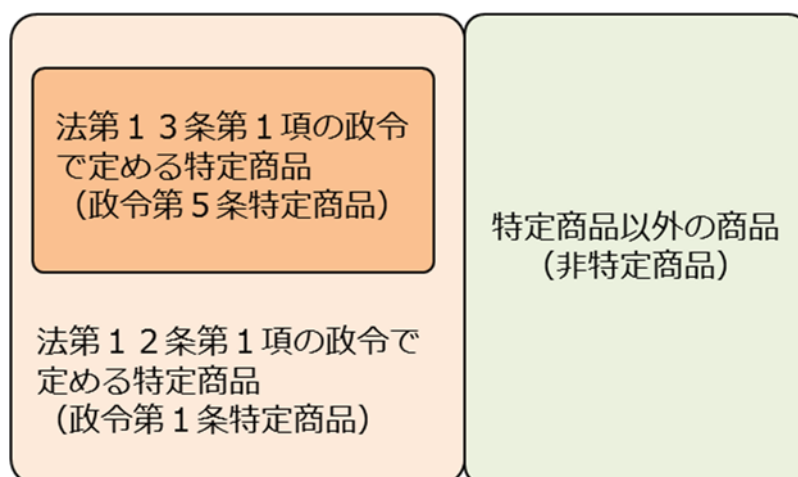 法第１３条第１項の政令
で定める特定商品
（政令第５条特定商品）
法第１２条第１項の政令で
定める特定商品
（政令第１条特定商品）
特定商品以外の商品
（非特定商品）